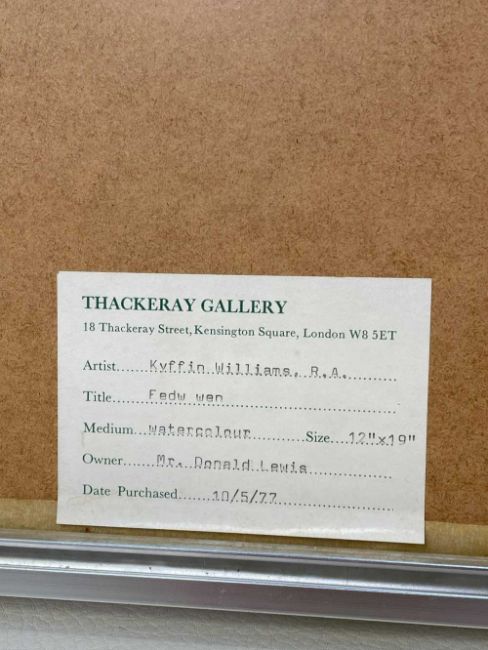 THACKERAY GALLERY
18 Thackeray Street, Kensington Square, London W8 5ET
Artist......Kyffin Williams, R.A...........
Title.......Fedw wen...........
Medium...watercolour...........Size....12"x19"
Owner.......Mr. Donald Lewis...........
Date Purchased.......10/5/77...........